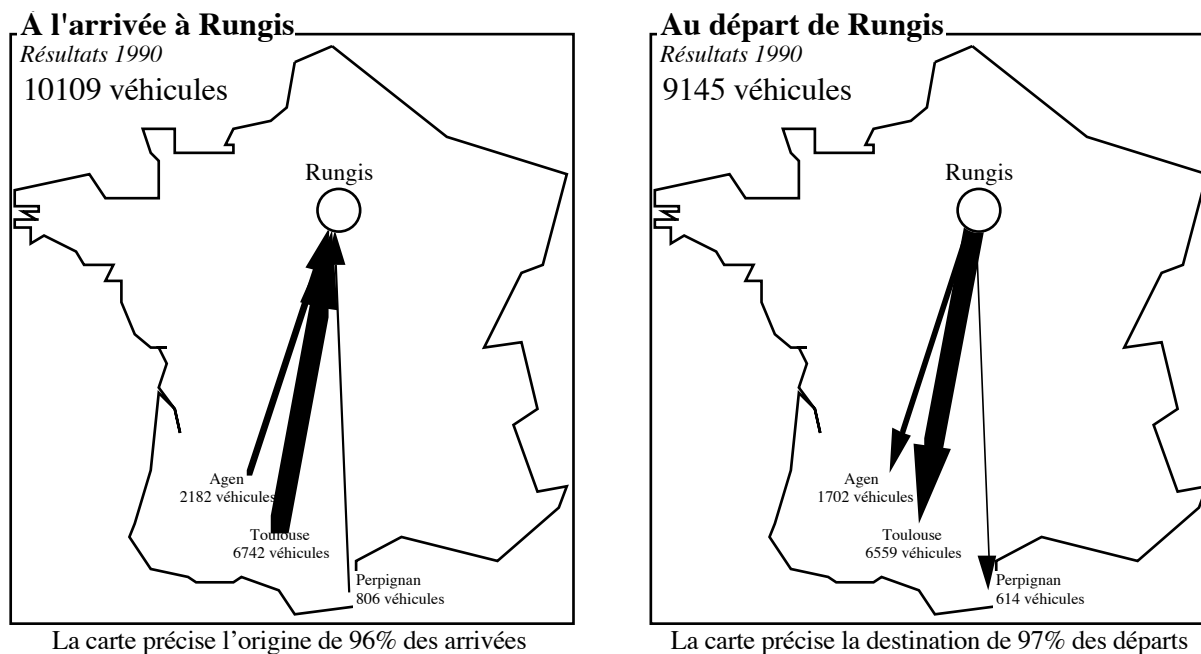 A l'arrivée à Rungis
Résultats 1990
10109 véhicules
Rungis
Agen
2182 véhicules
Toulouse
6742 véhicules
Perpignan
806 véhicules
La carte précise l’origine de 96% des arrivées
Au départ de Rungis
Résultats 1990
9145 véhicules
Rungis
Agen
1702 véhicules
Toulouse
6559 véhicules
Perpignan
614 véhicules
La carte précise la destination de 97% des départs